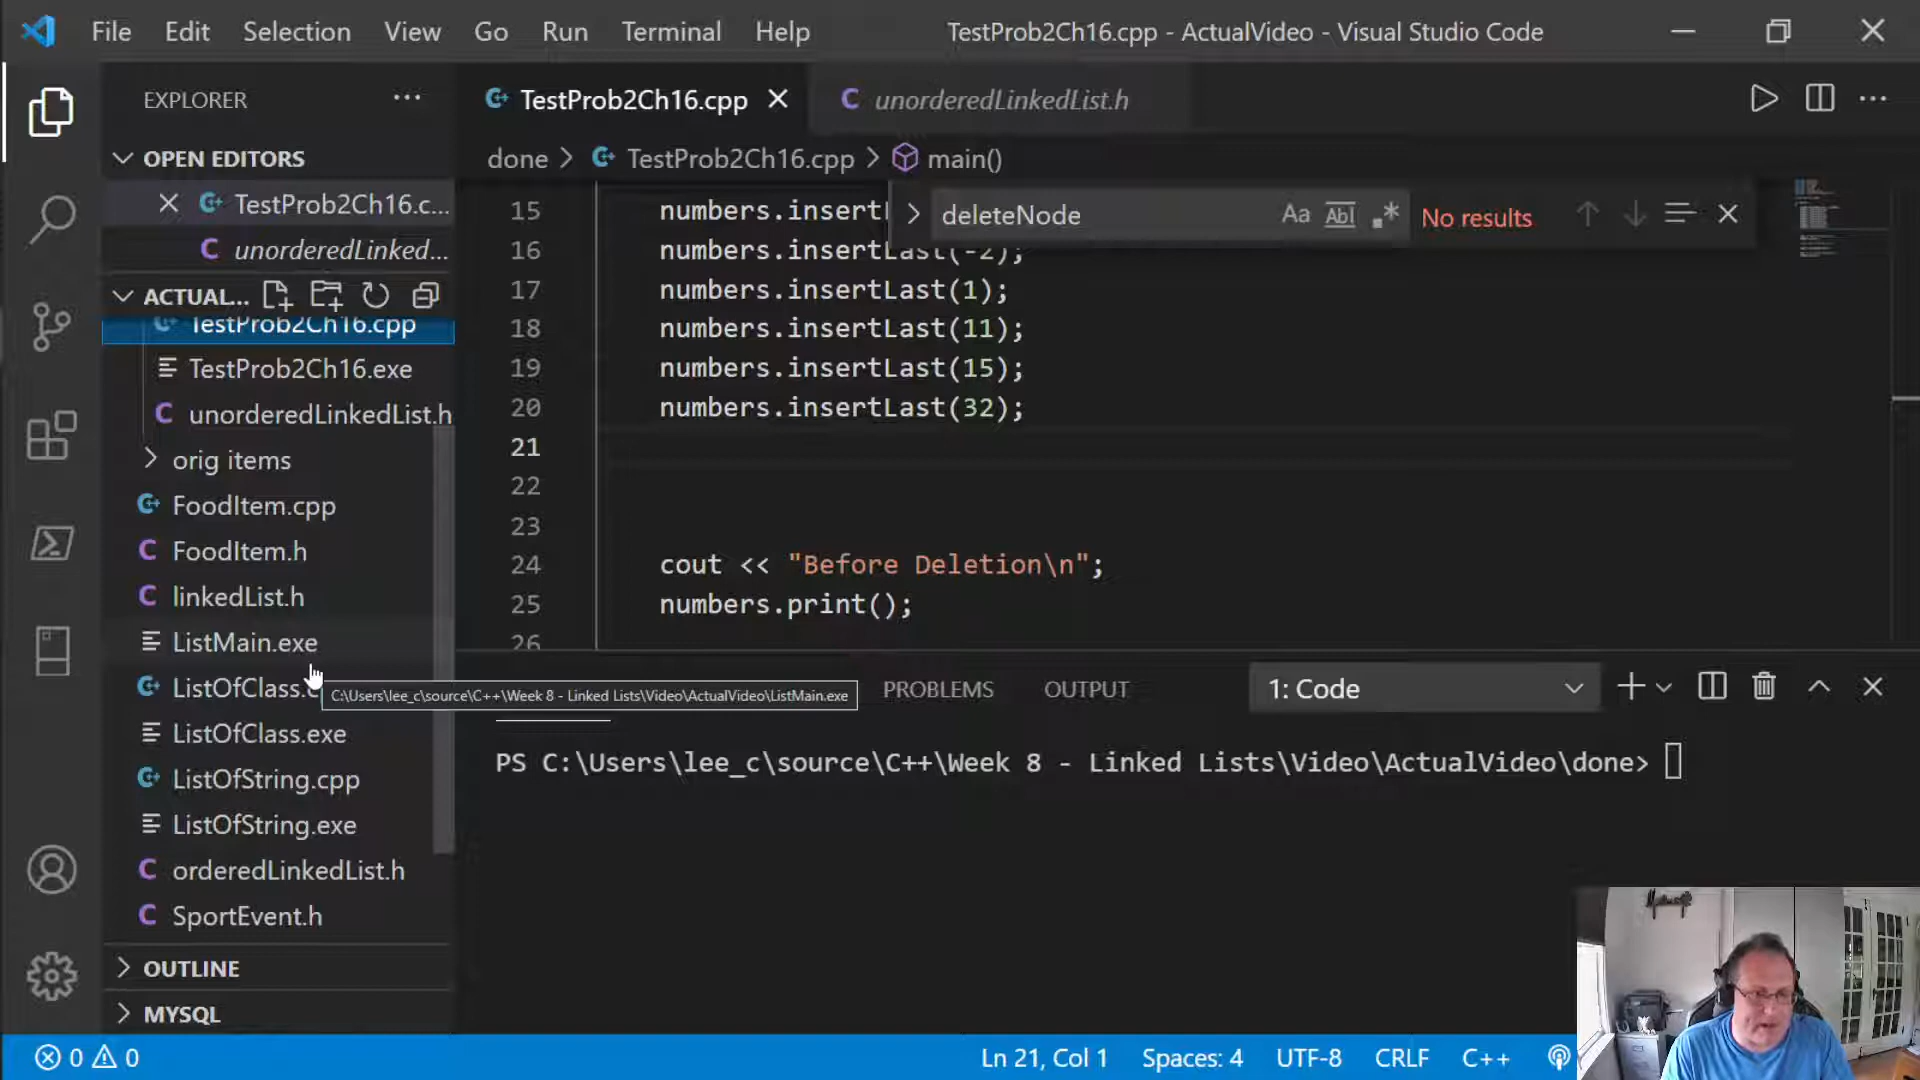 File Edit Selection View Go Run Terminal Help TestProb2Ch16.cpp - ActualVideo - Visual Studio Code
EXPLORER
TestProb2Ch16.cpp
unorderedLinkedList.h
OPEN EDITORS
done > TestProb2Ch16.cpp > main()
TestProb2Ch16.c...
unorderedLinked...
ACTUAL...
deleteNode
Aa Abl .* No results
TestProb2Ch16.cpp
TestProb2Ch16.exe
unorderedLinkedList.h
orig items
FoodItem.cpp
FoodItem.h
linkedList.h
ListMain.exe
ListOfClass.c
ListOfClass.exe
ListOfString.cpp
ListOfString.exe
orderedLinkedList.h
SportEvent.h
OUTLINE
MYSQL
15 numbers.insertL
16 numbers.insertLast(-2);
17 numbers.insertLast(1);
18 numbers.insertLast(11);
19 numbers.insertLast(15);
20 numbers.insertLast(32);
21
22
23
24 cout << "Before Deletion\n";
25 numbers.print();
26
C:\Users\lee_c\source\C++\Week 8 - Linked Lists\Video\ActualVideo\ListMain.exe
PROBLEMS OUTPUT 1: Code
PS C:\Users\lee_c\source\C++\Week 8 - Linked Lists\Video\ActualVideo\done>
0 0 Ln 21, Col 1 Spaces: 4 UTF-8 CRLF C++